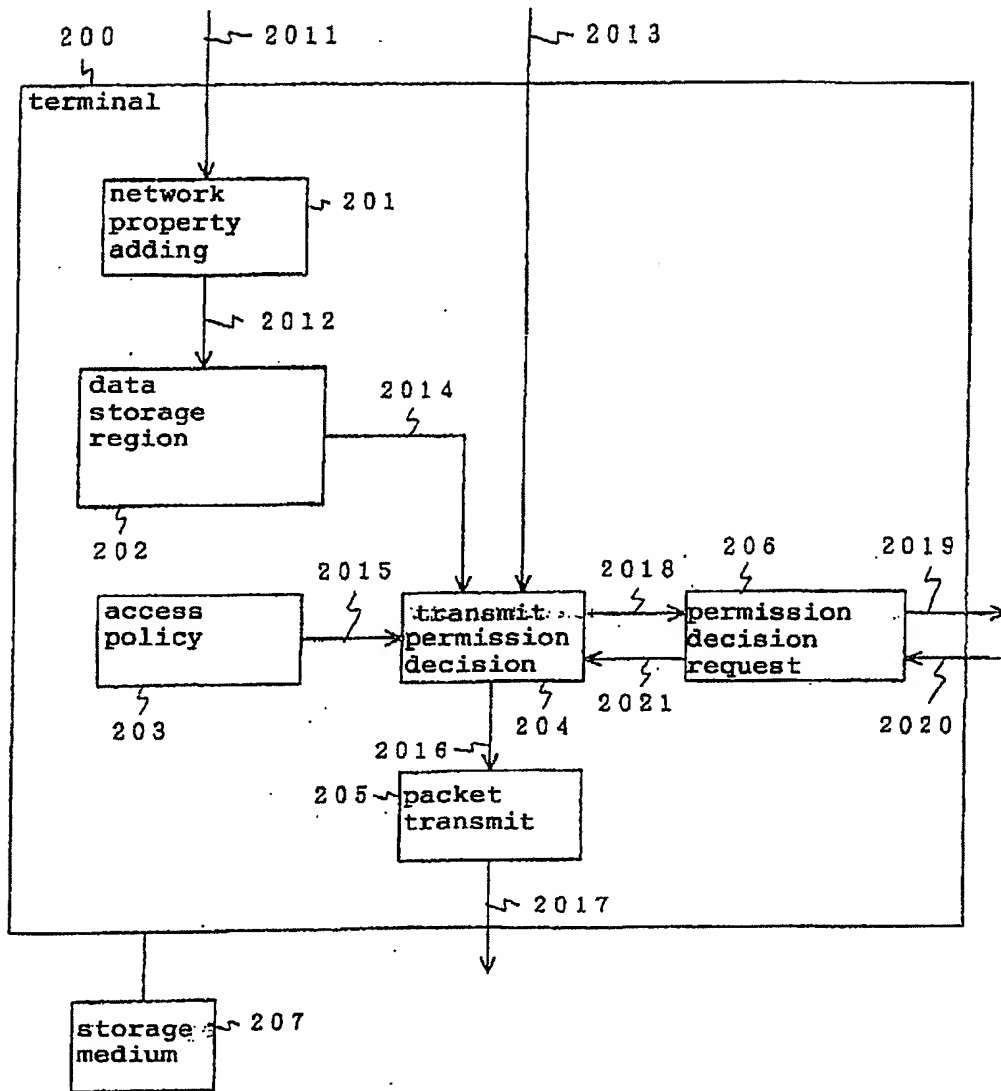 200
2011
2013
terminal
network
property
adding
201
2012
data
storage
region
2014
202
206
2019
access
policy
2015
transmit
permission
decision
2018
permission
decision
request
203
2021
204
2020
2016
205
packet
transmit
2017
storage
medium
207